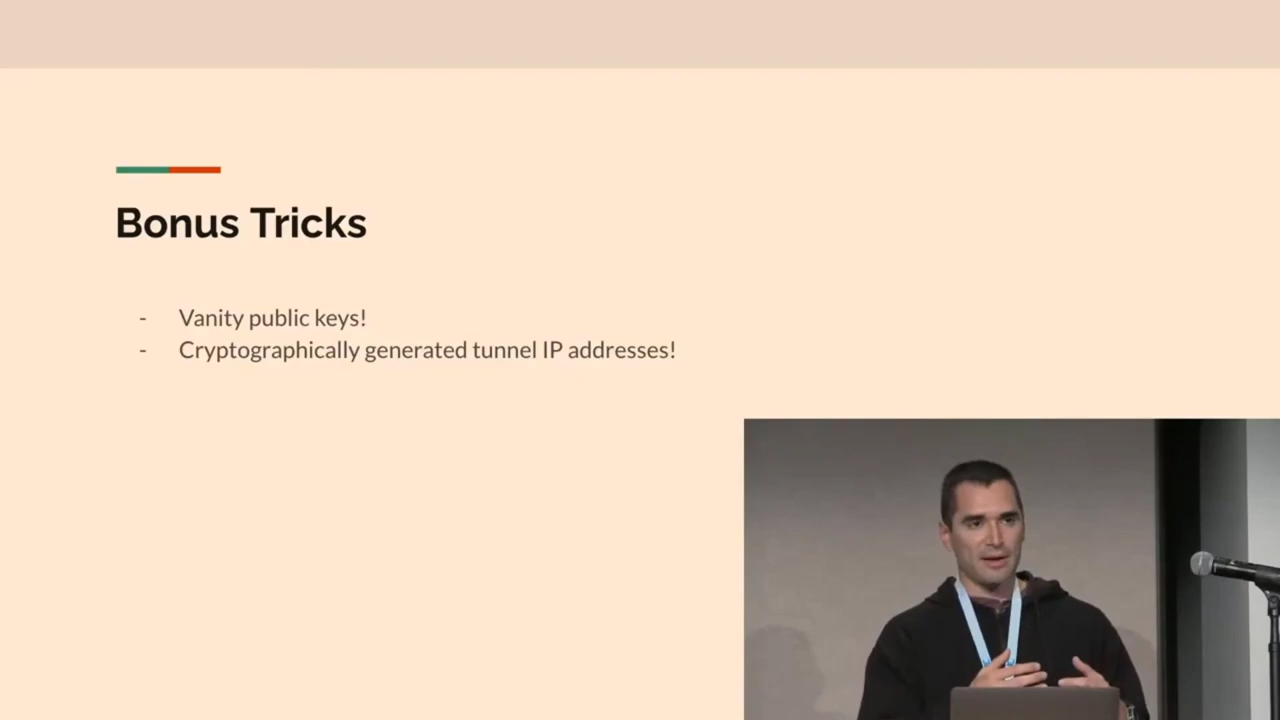 Bonus Tricks
- Vanity public keys!
- Cryptographically generated tunnel IP addresses!